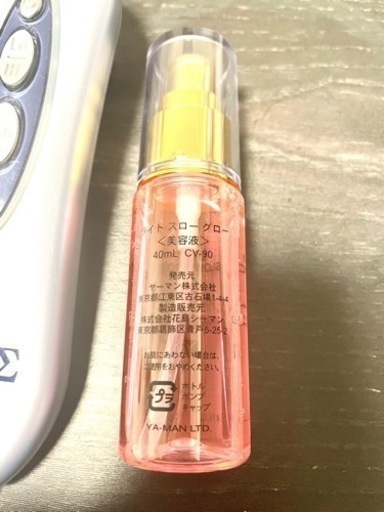 イト スロー グロー
<美容液>
40mL CV-90
発売元
ヤーマン株式会社
東京都江東区古石場1-4-4
製造販売元
株式会社花島シーマン
東京都葛飾区青戸5-25-2
お肌にあわない場合は、
ご使用をおやめください。
プラ
ボトル
ポンプ
キャップ
YA-MAN LTD.